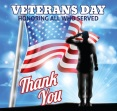 VETERANS DAY
HONORING ALL WHO SERVED
Thank
You